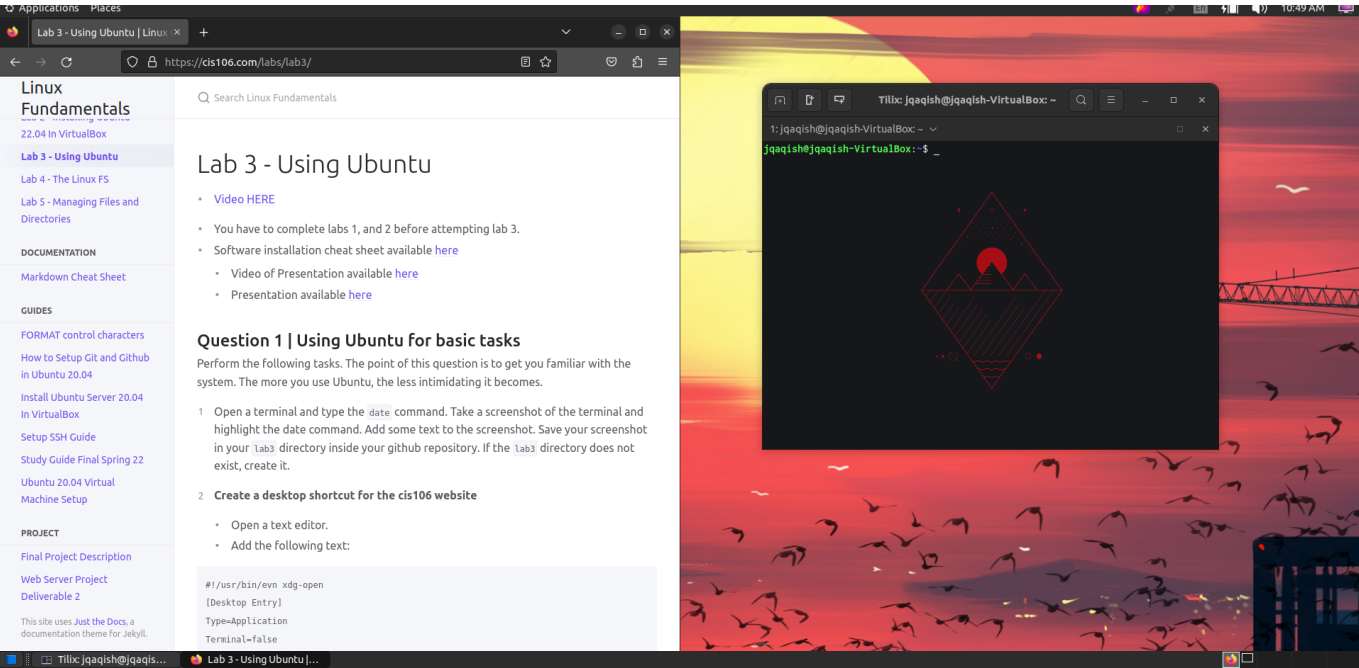 Applications Places
En 10:49 AM
Lab 3 - Using Ubuntu | Linux
https://cis106.com/labs/lab3/
Linux
Fundamentals
22.04 In VirtualBox
Lab 3 - Using Ubuntu
Lab 4 - The Linux FS
Lab 5 - Managing Files and
Directories
DOCUMENTATION
Markdown Cheat Sheet
GUIDES
FORMAT control characters
How to Setup Git and Github
in Ubuntu 20.04
Install Ubuntu Server 20.04
In VirtualBox
Setup SSH Guide
Study Guide Final Spring 22
Ubuntu 20.04 Virtual
Machine Setup
PROJECT
Final Project Description
Web Server Project
Deliverable 2
This site uses Just the Docs, a
documentation theme for Jekyll.
Search Linux Fundamentals
Lab 3 - Using Ubuntu
• Video HERE
• You have to complete labs 1, and 2 before attempting lab 3.
• Software installation cheat sheet available here
• Video of Presentation available here
• Presentation available here
Question 1 | Using Ubuntu for basic tasks
Perform the following tasks. The point of this question is to get you familiar with the
system. The more you use Ubuntu, the less intimidating it becomes.
1 Open a terminal and type the date command. Take a screenshot of the terminal and
highlight the date command. Add some text to the screenshot. Save your screenshot
in your lab3 directory inside your github repository. If the lab3 directory does not
exist, create it.
2 Create a desktop shortcut for the cis106 website
• Open a text editor.
• Add the following text:
#!/usr/bin/evn xdg-open
[Desktop Entry]
Type=Application
Terminal=false
Tilix: jqaqish@jqaqish-VirtualBox: ~
1: jqaqish@jqaqish-VirtualBox: ~
jqaqish@jqaqish-VirtualBox:~$ _
Tilix: jqaqish@jqaqis...
Lab 3 - Using Ubuntu |...